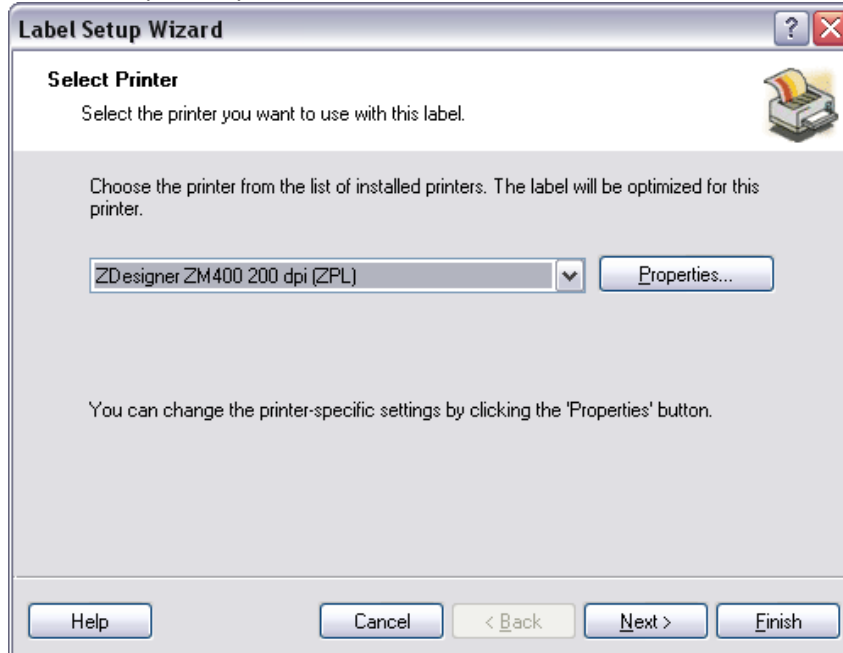 Label Setup Wizard
Select Printer
Select the printer you want to use with this label.
Choose the printer from the list of installed printers. The label will be optimized for this
printer.
ZDesigner ZM400 200 dpi (ZPL)
Properties...
You can change the printer-specific settings by clicking the 'Properties' button.
Help
Cancel
< Back
Next >
Finish